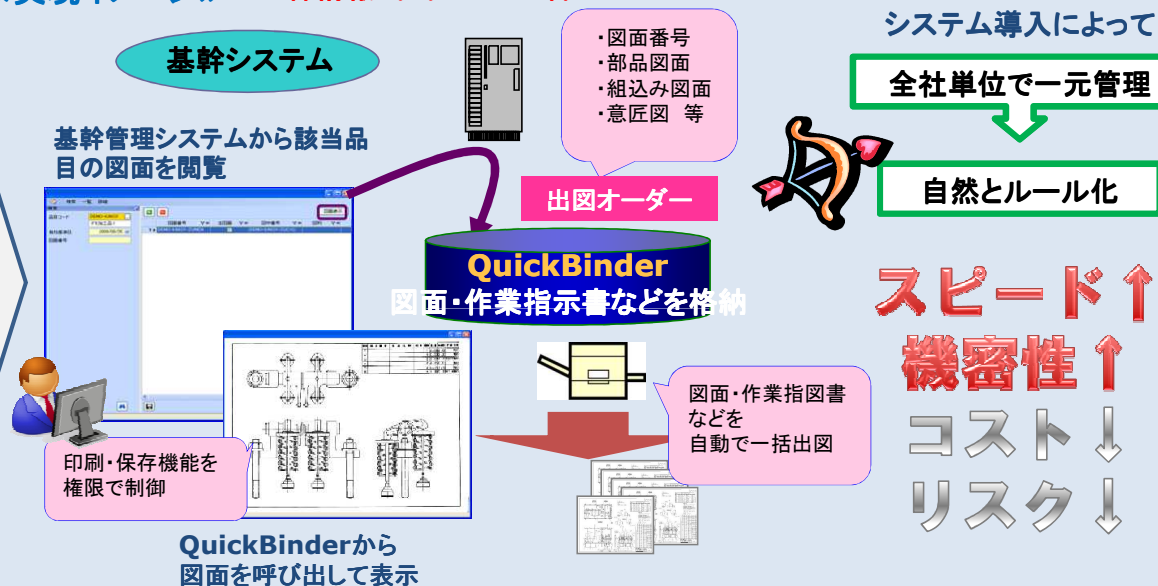 システム導入によって
全社単位で一元管理
自然とルール化
スピード↑
機密性↑
コスト↓
リスク↓
基幹システム
基幹管理システムから該当品
目の図面を閲覧
・図面番号
・部品図面
・組込み図面
・意匠図 等
出図オーダー
QuickBinder
図面・作業指示書などを格納
図面・作業指図書
などを
自動で一括出図
印刷・保存機能を
権限で制御
QuickBinderから
図面を呼び出して表示